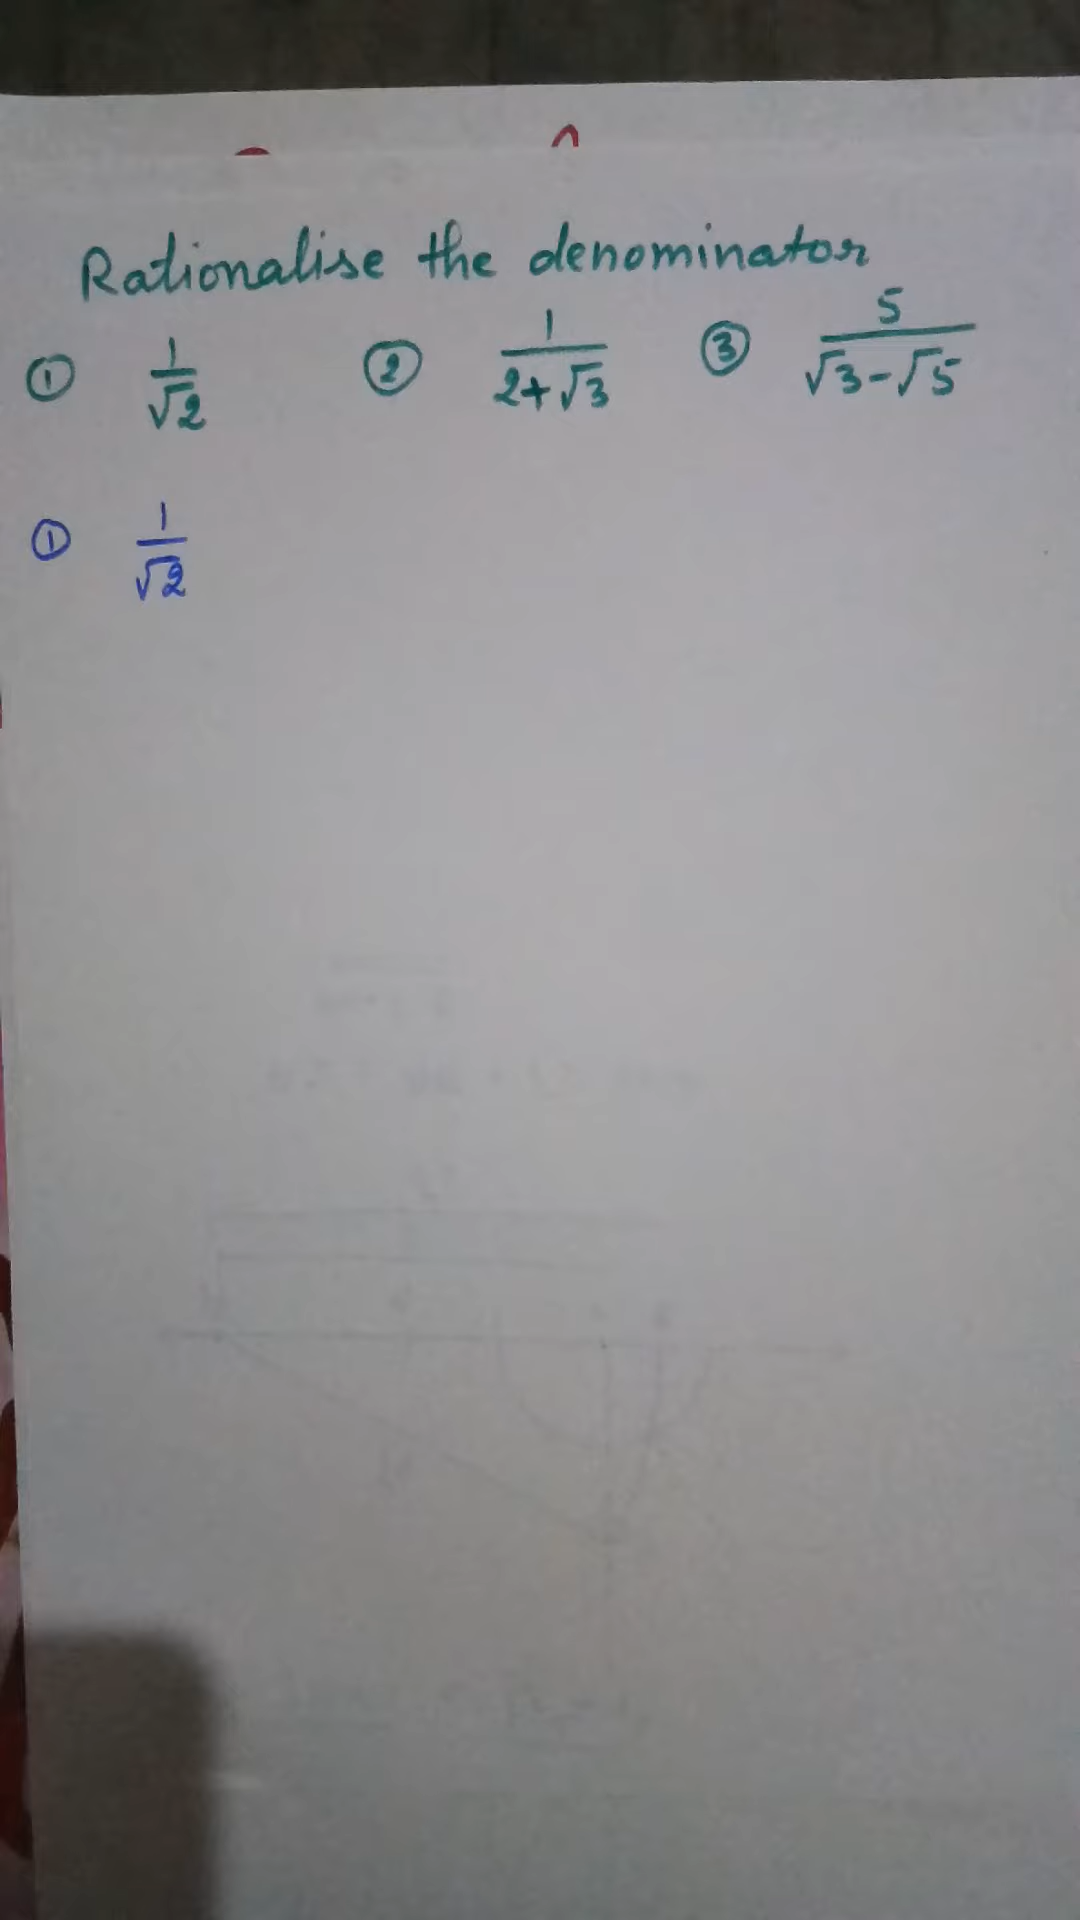 Rationalise the denominator
① 1/√2 ② 1/2+√3 ③ 5/√3-√5
① 1/√2